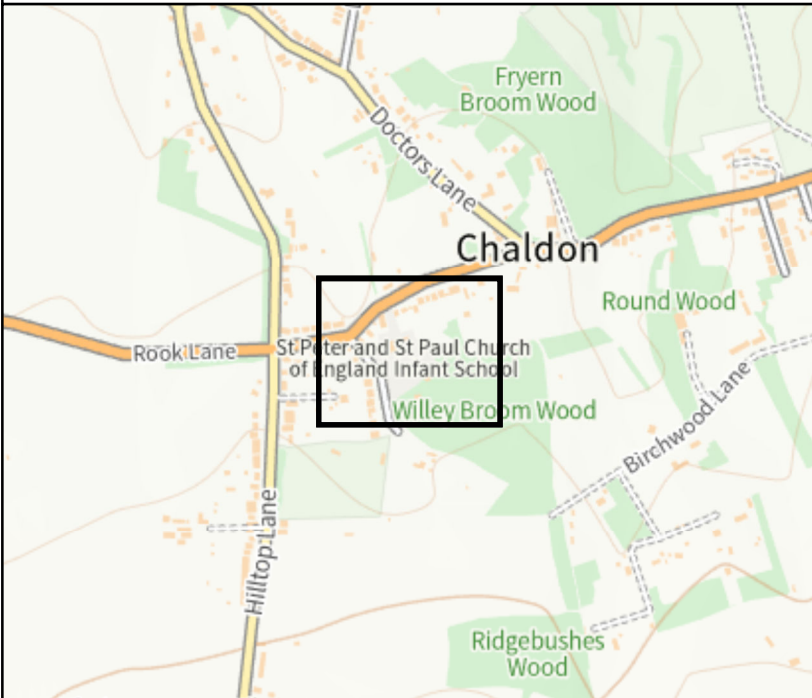 Fryern
Broom Wood
Doctors Lane
Chaldon
Round Wood
Rook Lane
St Peter and St Paul Church
of England Infant School
Willey Broom Wood
Birchwood Lane
Hilltop Lane
Ridgebushes
Wood